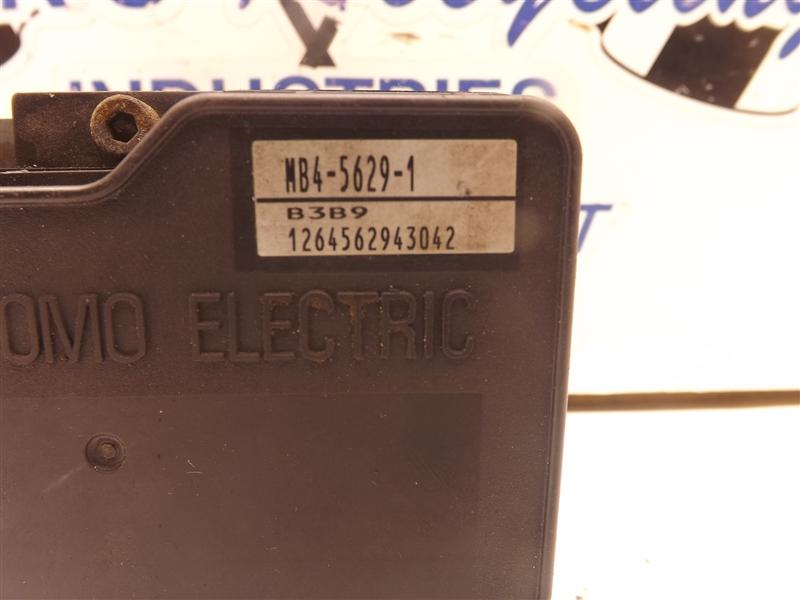 INDUSTRIES
MB4-5629-1
B3B9
1264562943042
OMO ELECTRIC